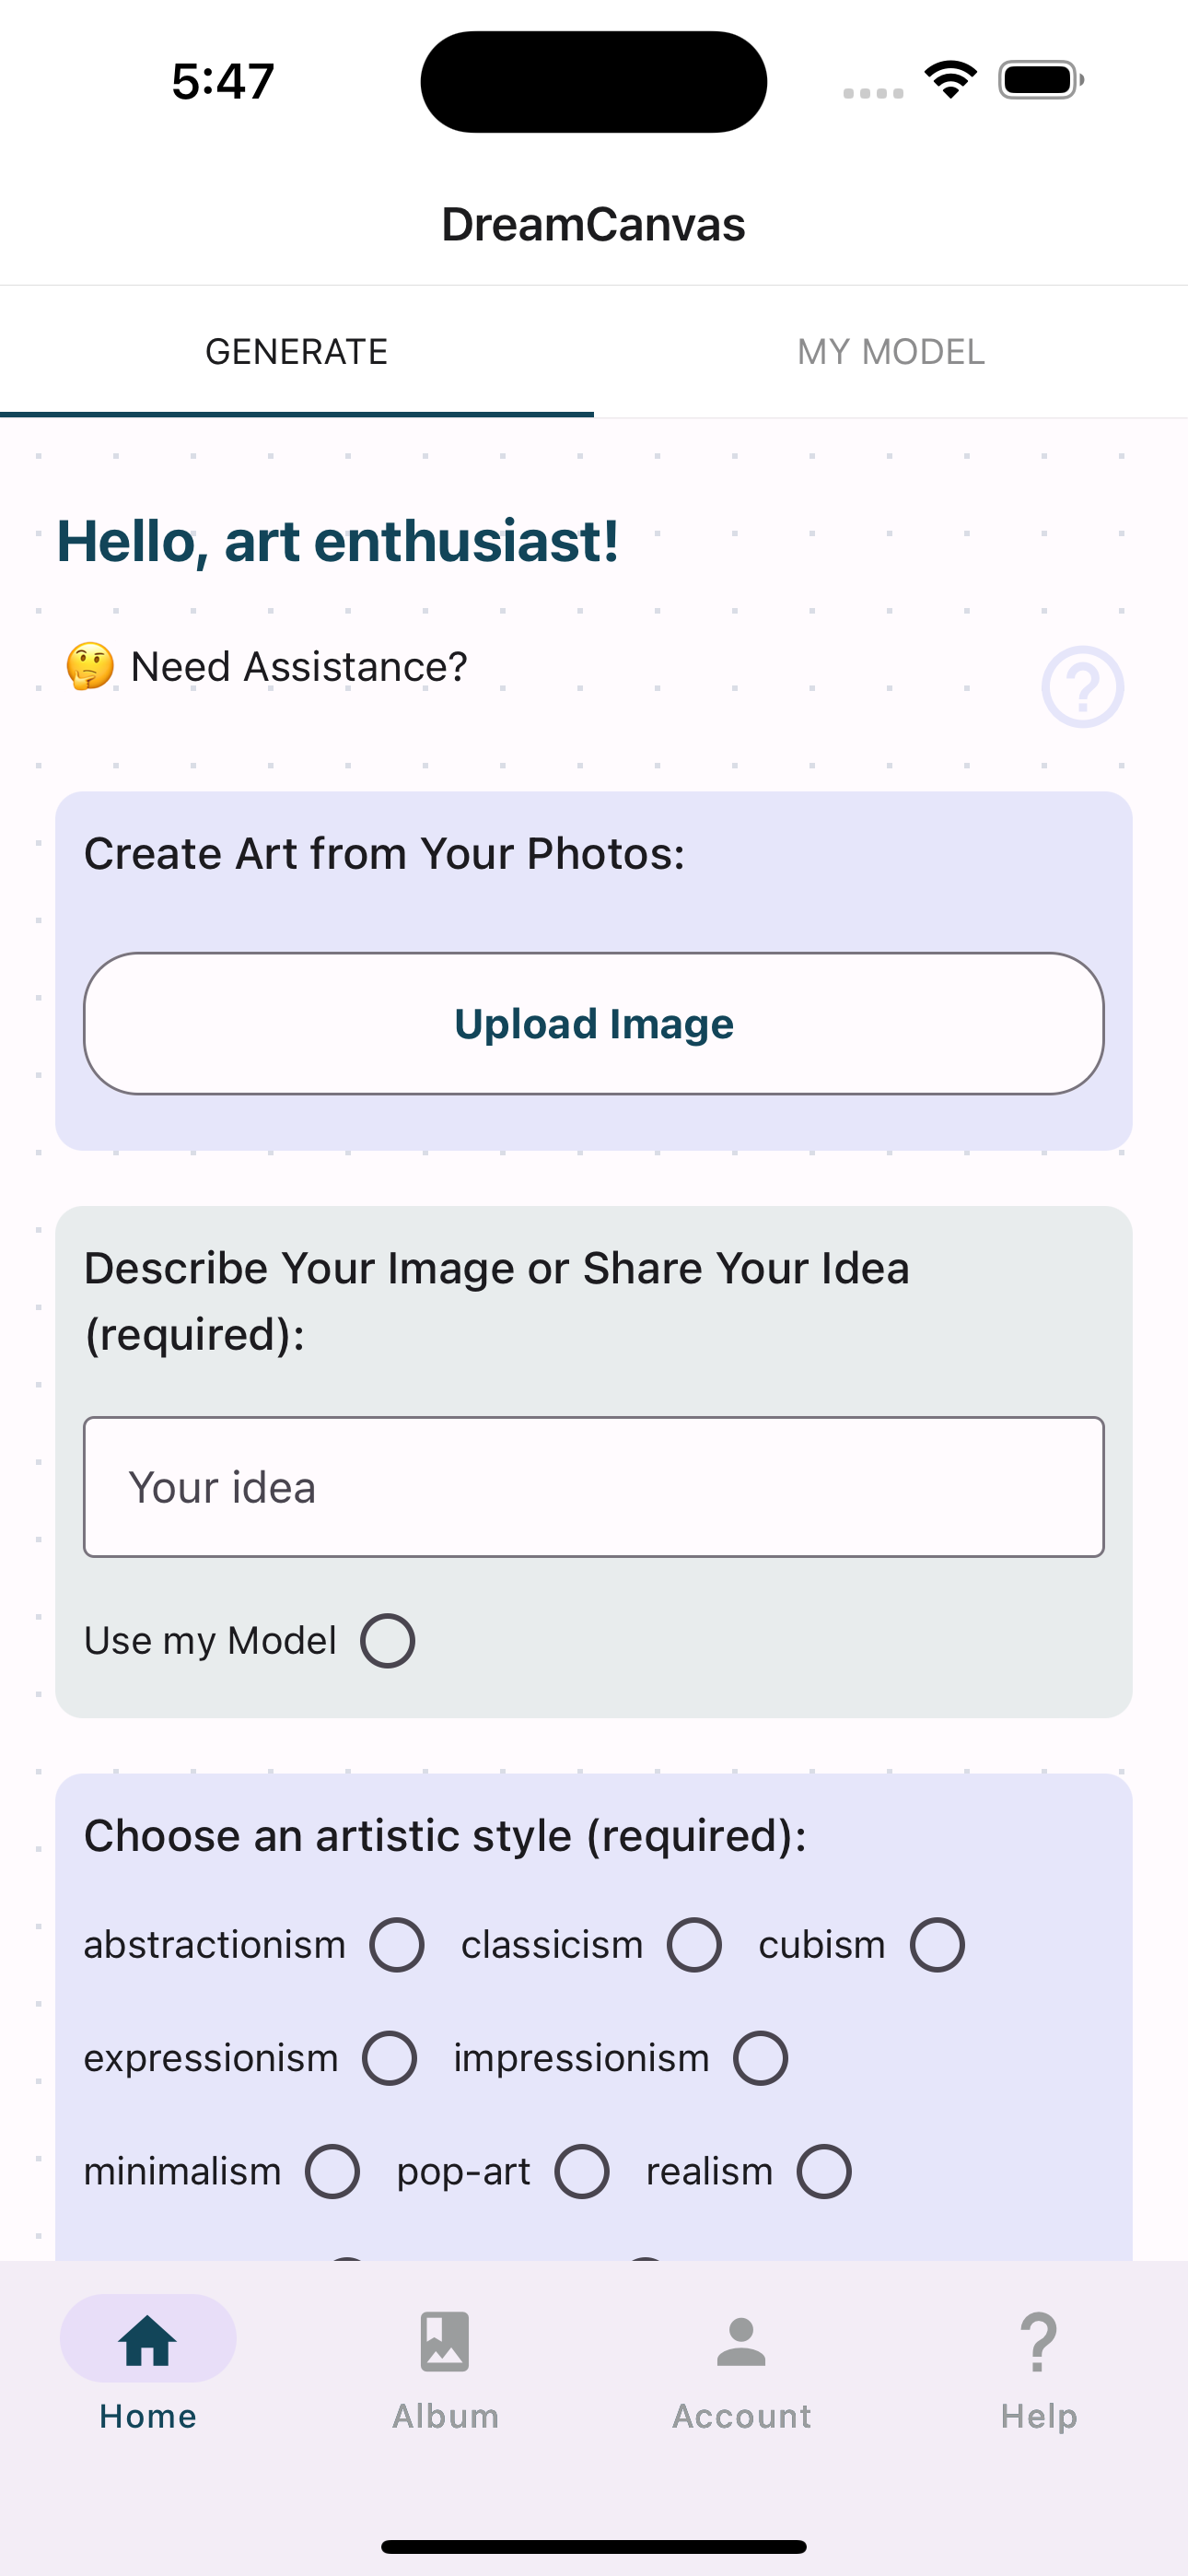 5:47
DreamCanvas
GENERATE
MY MODEL
Hello, art enthusiast!
🤔 Need Assistance?
Create Art from Your Photos:
Upload Image
Describe Your Image or Share Your Idea
(required):
Your idea
Use my Model
Choose an artistic style (required):
abstractionism classicism cubism
expressionism impressionism
minimalism pop-art realism
Home Album Account Help